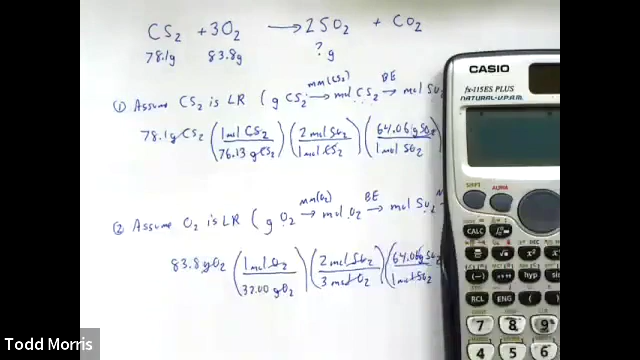 CS₂ + 3O₂ → 2SO₂ + CO₂
78.1g 83.8g ? g
① Assume CS₂ is LR ( g CS₂ →mm(CS₂) mol CS₂ →BE mol SO₂
78.1g CS₂ (1 mol CS₂ / 76.13 g CS₂) (2 mol SO₂ / 1 mol CS₂) (64.06 g SO₂ / 1 mol SO₂)
② Assume O₂ is LR ( g O₂ →mm(O₂) mol O₂ →BE mol SO₂
83.8 g O₂ (1 mol O₂ / 32.00 g O₂) (2 mol SO₂ / 3 mol O₂) (64.06 g SO₂ / 1 mol SO₂
CASIO
fx-115ES PLUS
NATURAL-V.P.A.M.
SHIFT ALPHA
CALC
x²
RCL ENG (
7 8 9
4 5 6
Todd Morris